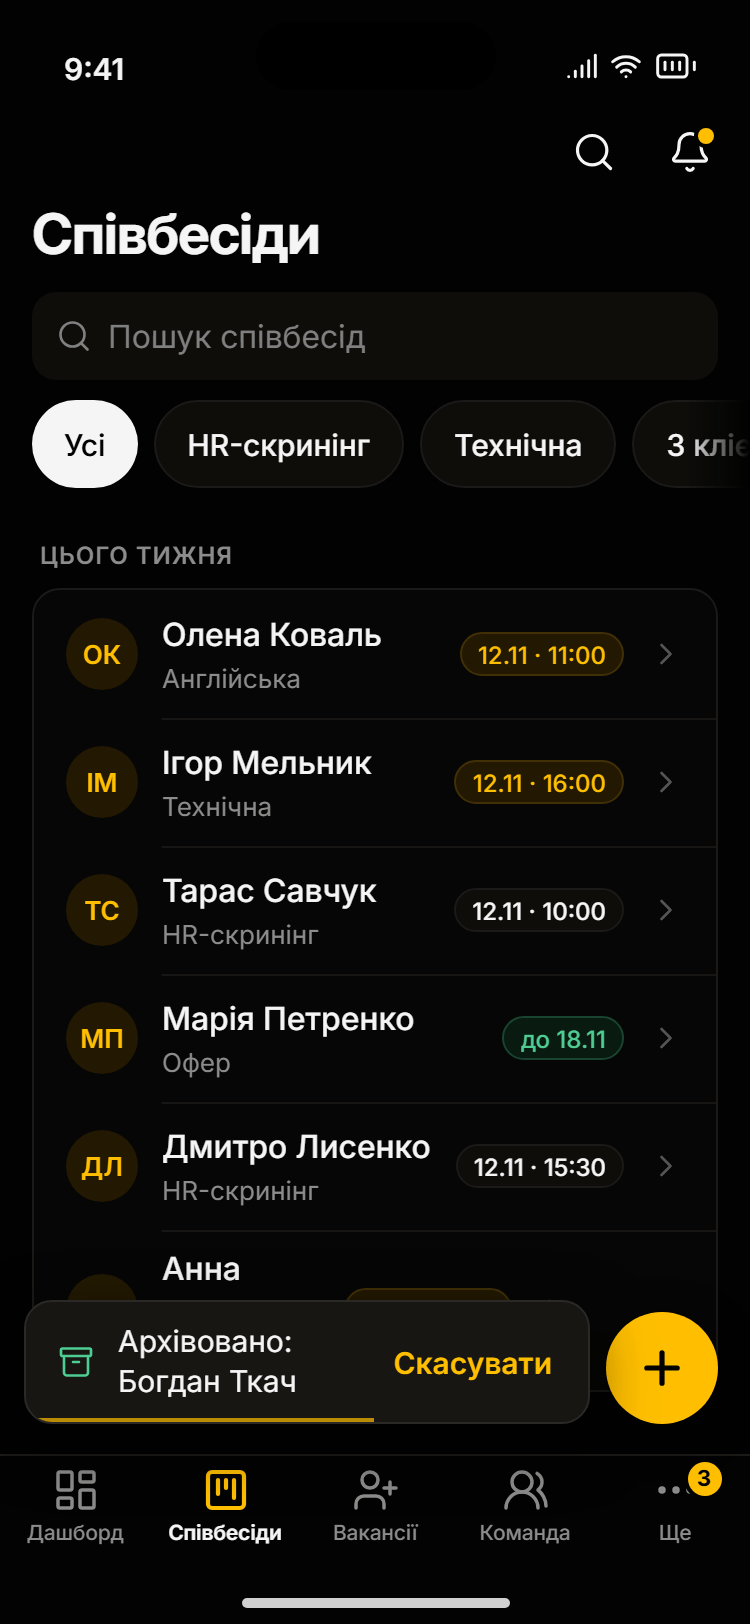 9:41
Співбесіди
Пошук співбесід
Усі
HR-скринінг
Технічна
З кліє
ЦЬОГО ТИЖНЯ
ОК
Олена Коваль
Англійська
12.11 · 11:00
ІМ
Ігор Мельник
Технічна
12.11 · 16:00
ТС
Тарас Савчук
HR-скринінг
12.11 · 10:00
МП
Марія Петренко
Офер
до 18.11
ДЛ
Дмитро Лисенко
HR-скринінг
12.11 · 15:30
Анна
Архівовано:
Богдан Ткач
Скасувати
Дашборд
Співбесіди
Вакансії
Команда
3
Ще